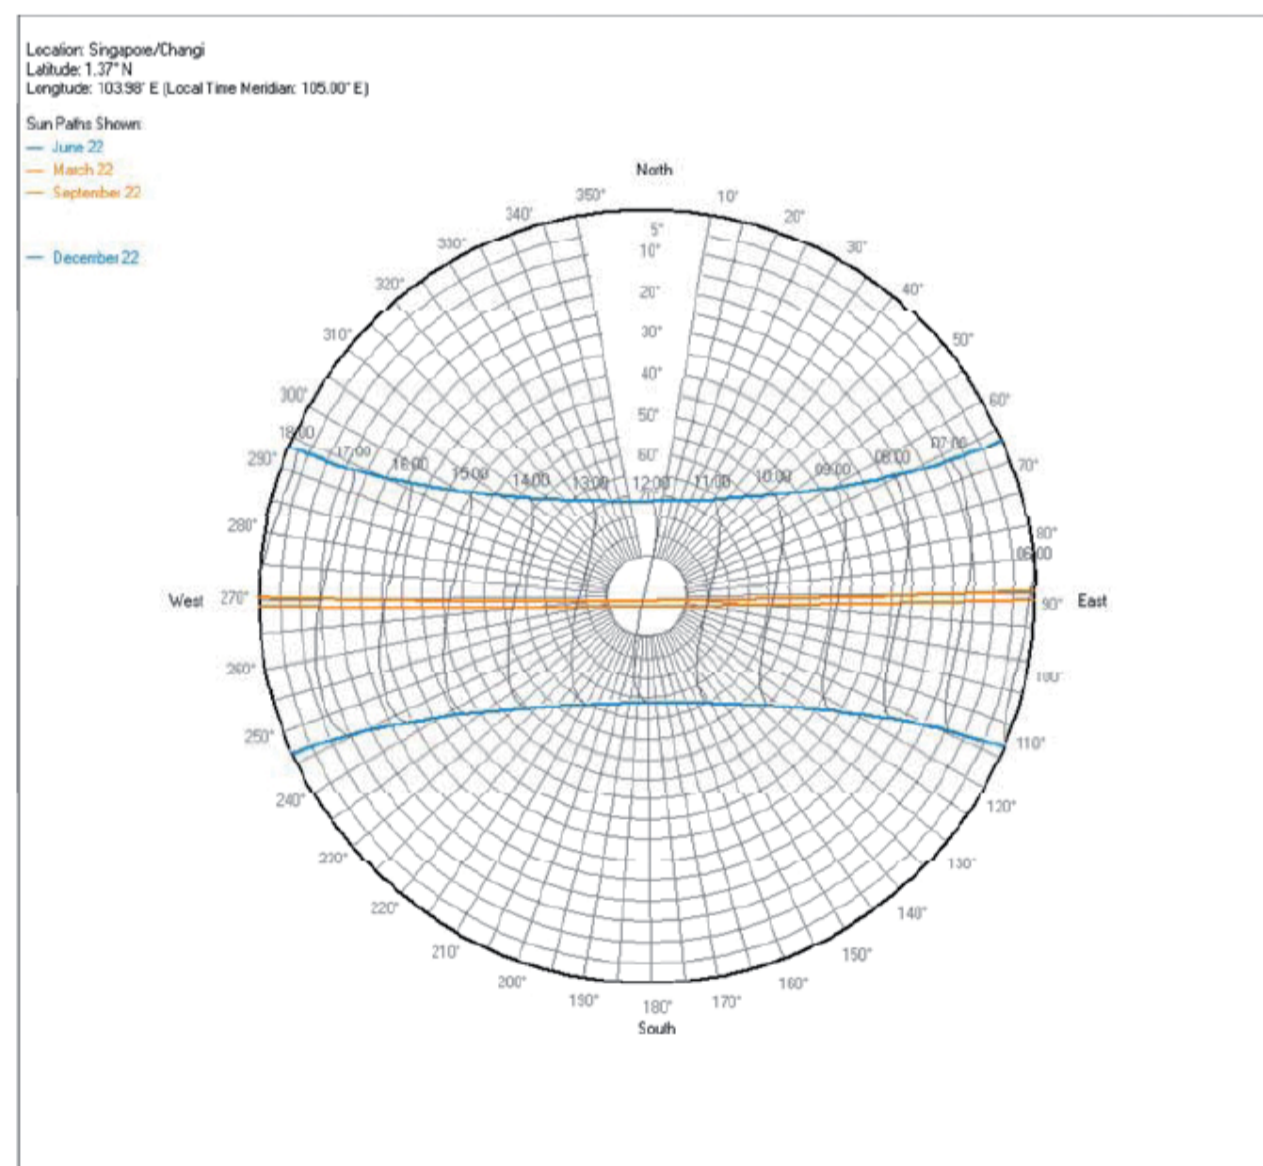 Location: Singapore/Changi
Latitude: 1.37° N
Longitude: 103.98° E (Local Time Meridian: 105.00° E)
Sun Paths Shown:
June 22
March 22
September 22
December 22
North
350° 10°
340° 20°
5°
330° 30°
10°
320° 40°
20°
310° 30° 50°
40°
300° 60°
50°
18:00 07:00
290° 17:00 60° 08:00 70°
16:00 15:00 14:00 13:00 12:00 11:00 10:00 09:00
70°
280° 80°
06:00
West 270° 90° East
260° 100°
250° 110°
240° 120°
230° 130°
220° 140°
210° 150°
200° 160°
190° 180° 170°
South